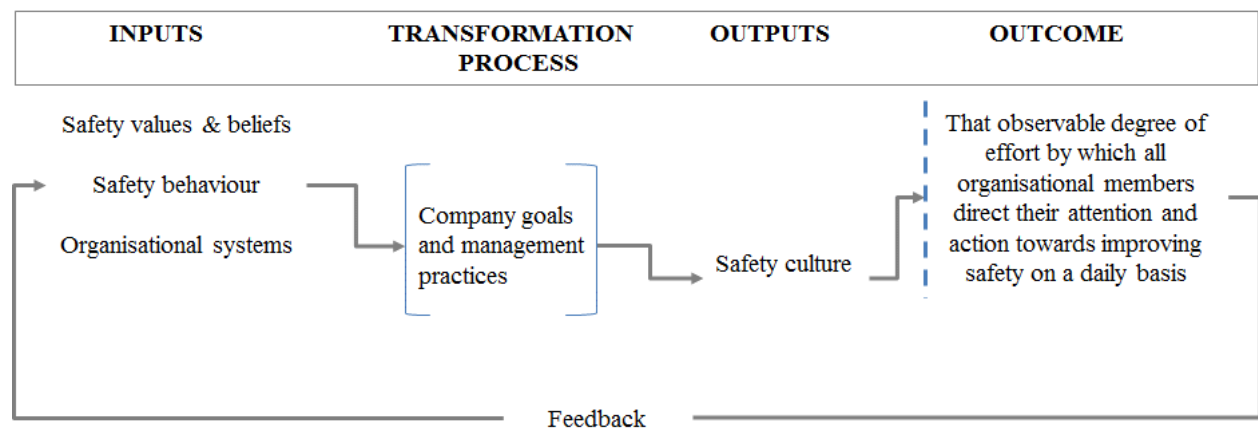 INPUTS
TRANSFORMATION
PROCESS
OUTPUTS
OUTCOME
Safety values & beliefs
Safety behaviour
Organisational systems
Company goals
and management
practices
Safety culture
That observable degree of
effort by which all
organisational members
direct their attention and
action towards improving
safety on a daily basis
Feedback